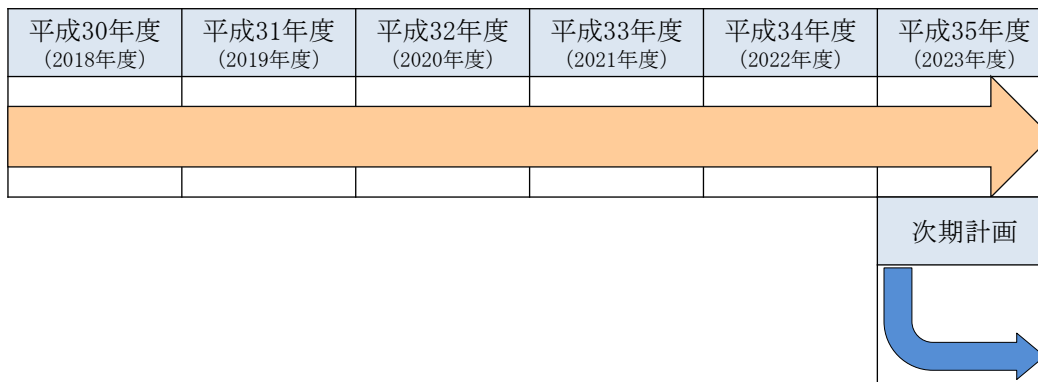 平成30年度
(2018年度)
平成31年度
(2019年度)
平成32年度
(2020年度)
平成33年度
(2021年度)
平成34年度
(2022年度)
平成35年度
(2023年度)
次期計画